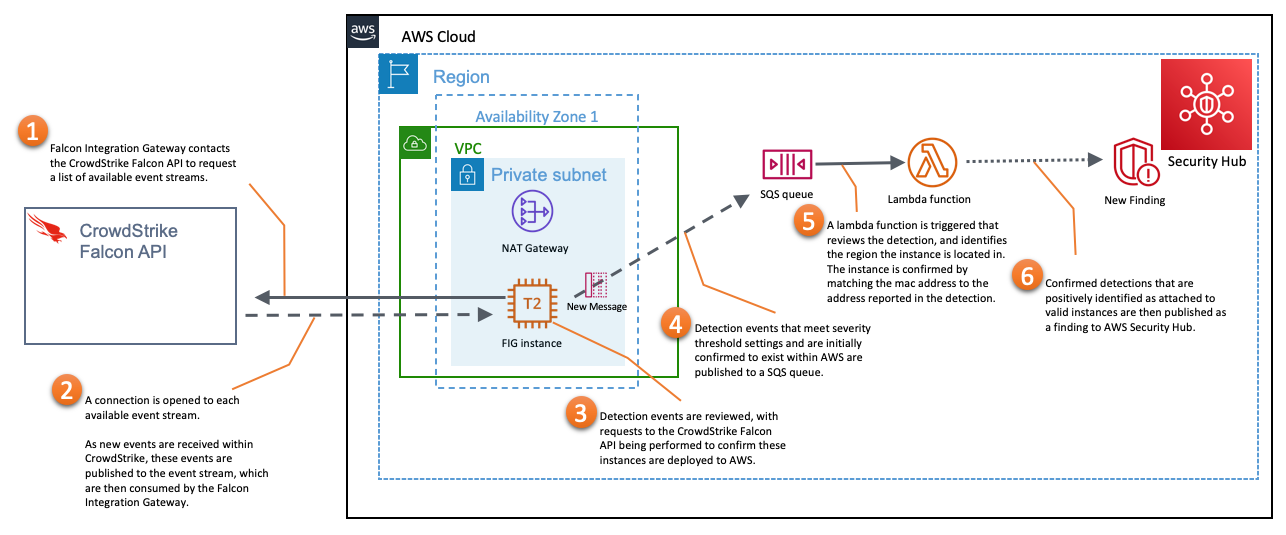 aws
AWS Cloud
Region
Availability Zone 1
VPC
Private subnet
NAT Gateway
T2
FIG instance
New Message
SQS queue
Lambda function
New Finding
Security Hub
CrowdStrike
Falcon API
1
Falcon Integration Gateway contacts
the CrowdStrike Falcon API to request
a list of available event streams.
2
A connection is opened to each
available event stream.
As new events are received within
CrowdStrike, these events are
published to the event stream, which
are then consumed by the Falcon
Integration Gateway.
3
Detection events are reviewed, with
requests to the CrowdStrike Falcon
API being performed to confirm these
instances are deployed to AWS.
4
Detection events that meet severity
threshold settings and are initially
confirmed to exist within AWS are
published to a SQS queue.
5
A lambda function is triggered that
reviews the detection, and identifies
the region the instance is located in.
The instance is confirmed by
matching the mac address to the
address reported in the detection.
6
Confirmed detections that are
positively identified as attached to
valid instances are then published as
a finding to AWS Security Hub.